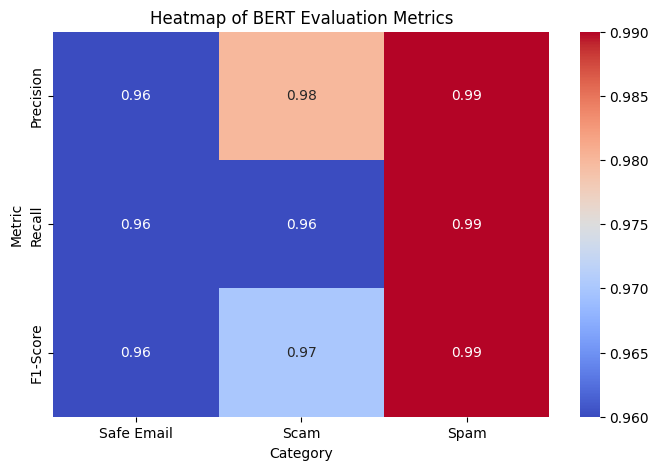 Heatmap of BERT Evaluation Metrics
Metric
Precision
0.96 0.98 0.99
Recall
0.96 0.96 0.99
F1-Score
0.96 0.97 0.99
Safe Email Scam Spam
Category
0.990
0.985
0.980
0.975
0.970
0.965
0.960